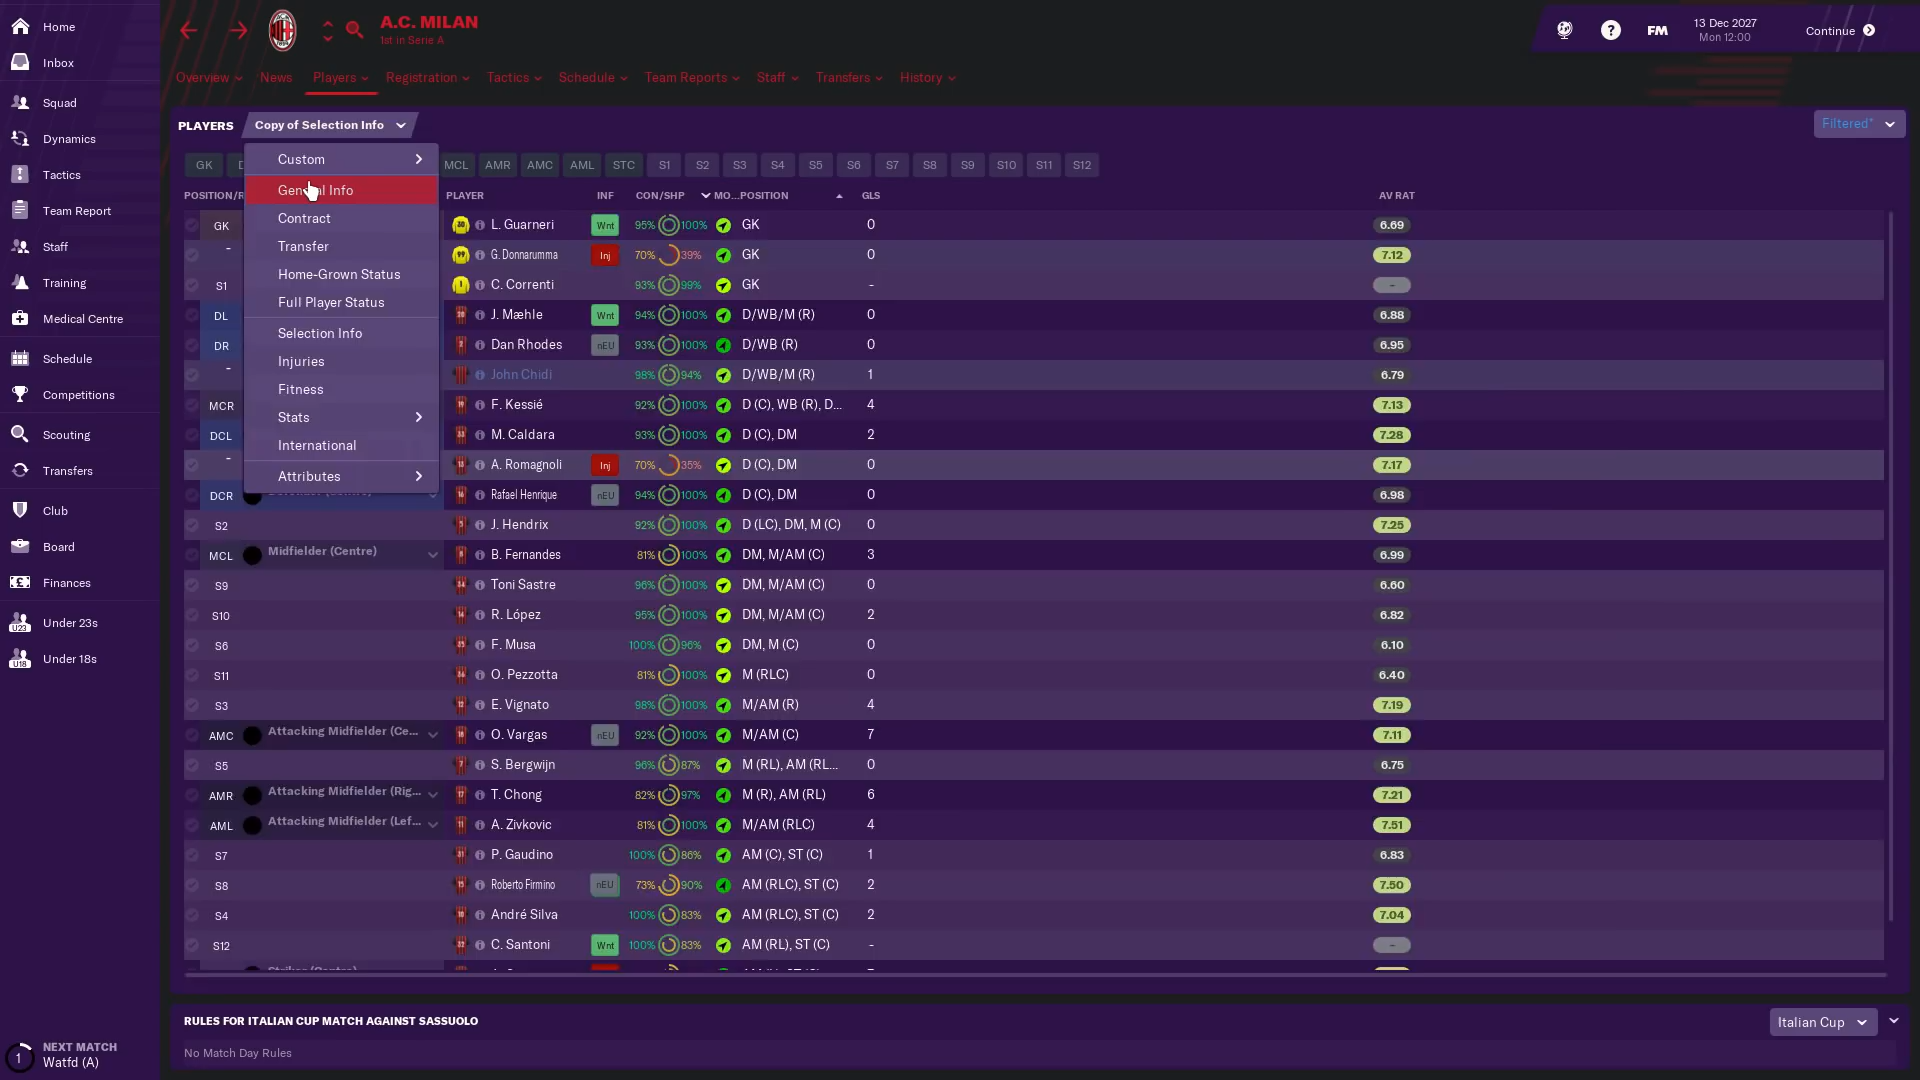 Home
Inbox
Squad
Dynamics
Tactics
Team Report
Staff
Training
Medical Centre
Schedule
Competitions
Scouting
Transfers
Club
Board
Finances
U23 Under 23s
U18 Under 18s
1 NEXT MATCH
Watfd (A)
A.C. MILAN
1st in Serie A
? FM 13 Dec 2027
Mon 12:00
Continue
Overview News Players Registration Tactics Schedule Team Reports Staff Transfers History
PLAYERS Copy of Selection Info Filtered*
Custom
General Info
Contract
Transfer
Home-Grown Status
Full Player Status
Selection Info
Injuries
Fitness
Stats
International
Attributes
GK D MCL AMR AMC AML STC S1 S2 S3 S4 S5 S6 S7 S8 S9 S10 S11 S12
POSITION/R PLAYER INF CON/SHP MO... POSITION GLS AV RAT
GK L. Guarneri Wnt 95% 100% GK 0 6.69
- G. Donnarumma Inj 70% 39% GK 0 7.12
S1 C. Correnti 93% 99% GK - -
DL J. Mæhle Wnt 94% 100% D/WB/M (R) 0 6.88
DR Dan Rhodes nEU 93% 100% D/WB (R) 0 6.95
- John Chidi 98% 94% D/WB/M (R) 1 6.79
MCR F. Kessié 92% 100% D (C), WB (R), D... 4 7.13
DCL M. Caldara 93% 100% D (C), DM 2 7.28
- A. Romagnoli Inj 70% 35% D (C), DM 0 7.17
DCR Rafael Henrique nEU 94% 100% D (C), DM 0 6.98
S2 J. Hendrix 92% 100% D (LC), DM, M (C) 0 7.25
MCL Midfielder (Centre) B. Fernandes 81% 100% DM, M/AM (C) 3 6.99
S9 Toni Sastre 96% 100% DM, M/AM (C) 0 6.60
S10 R. López 95% 100% DM, M/AM (C) 2 6.82
S6 F. Musa 100% 96% DM, M (C) 0 6.10
S11 O. Pezzotta 81% 100% M (RLC) 0 6.40
S3 E. Vignato 98% 100% M/AM (R) 4 7.19
AMC Attacking Midfielder (Ce... O. Vargas nEU 92% 100% M/AM (C) 7 7.11
S5 S. Bergwijn 96% 87% M (RL), AM (RL... 0 6.75
AMR Attacking Midfielder (Rig... T. Chong 82% 97% M (R), AM (RL) 6 7.21
AML Attacking Midfielder (Lef... A. Zivkovic 81% 100% M/AM (RLC) 4 7.51
S7 P. Gaudino 100% 86% AM (C), ST (C) 1 6.83
S8 Roberto Firmino nEU 73% 90% AM (RLC), ST (C) 2 7.50
S4 André Silva 100% 83% AM (RLC), ST (C) 2 7.04
S12 C. Santoni Wnt 100% 83% AM (RL), ST (C) - -
Striker (Centre)
RULES FOR ITALIAN CUP MATCH AGAINST SASSUOLO Italian Cup
No Match Day Rules